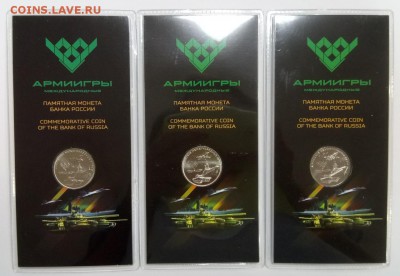 COINS.LAVE.RU
АРМИИГРЫ
МЕЖДУНАРОДНЫЕ
ПАМЯТНАЯ МОНЕТА
БАНКА РОССИИ
COMMEMORATIVE COIN
OF THE BANK OF RUSSIA
АРМИИГРЫ
МЕЖДУНАРОДНЫЕ
ПАМЯТНАЯ МОНЕТА
БАНКА РОССИИ
COMMEMORATIVE COIN
OF THE BANK OF RUSSIA
АРМИИГРЫ
МЕЖДУНАРОДНЫЕ
ПАМЯТНАЯ МОНЕТА
БАНКА РОССИИ
COMMEMORATIVE COIN
OF THE BANK OF RUSSIA